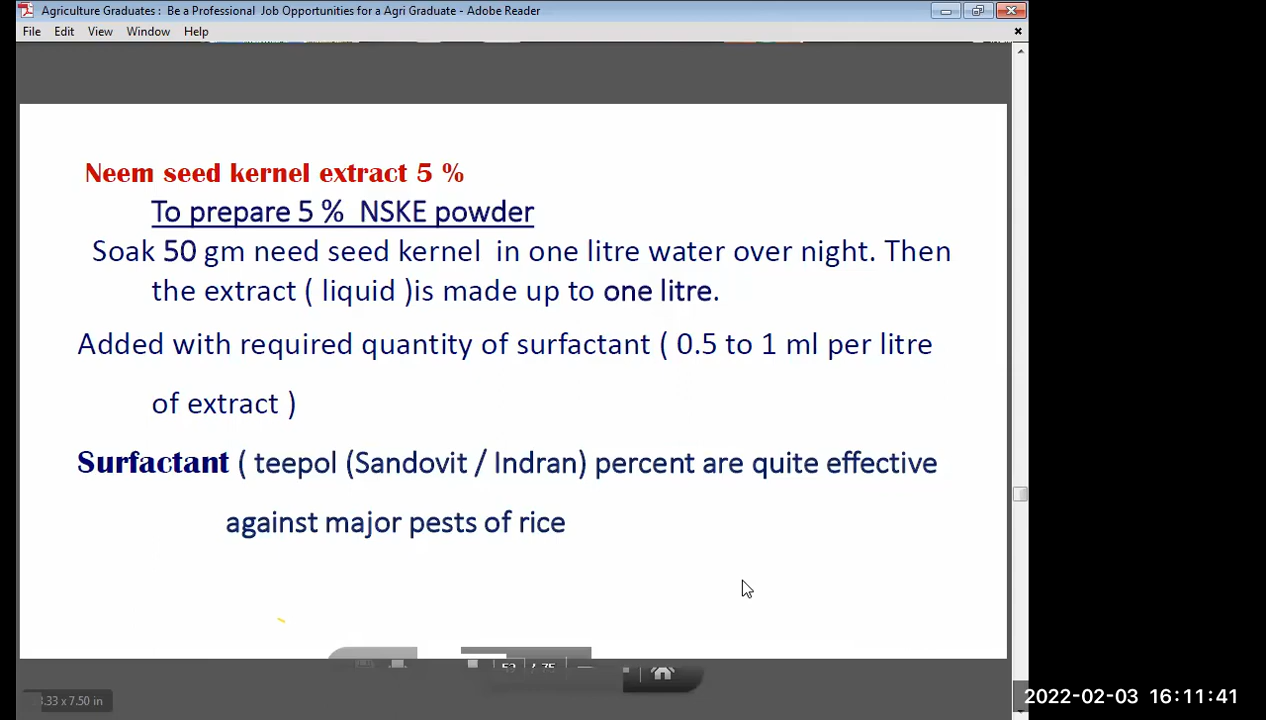 Agriculture Graduates : Be a Professional Job Opportunities for a Agri Graduate - Adobe Reader
File Edit View Window Help
Neem seed kernel extract 5 %
To prepare 5 % NSKE powder
Soak 50 gm need seed kernel in one litre water over night. Then
the extract ( liquid )is made up to one litre.
Added with required quantity of surfactant ( 0.5 to 1 ml per litre
of extract )
Surfactant ( teepol (Sandovit / Indran) percent are quite effective
against major pests of rice
x 7.50 in
2022-02-03 16:11:41